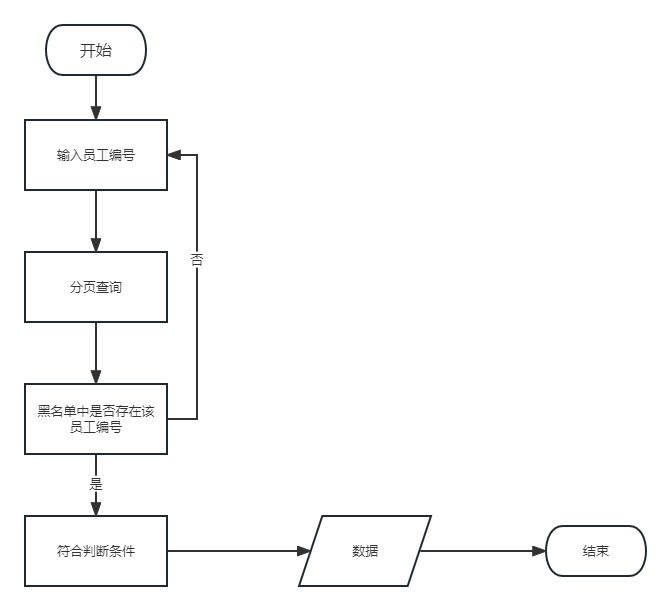 开始
输入员工编号
否
分页查询
黑名单中是否存在该
员工编号
是
符合判断条件
数据
结束